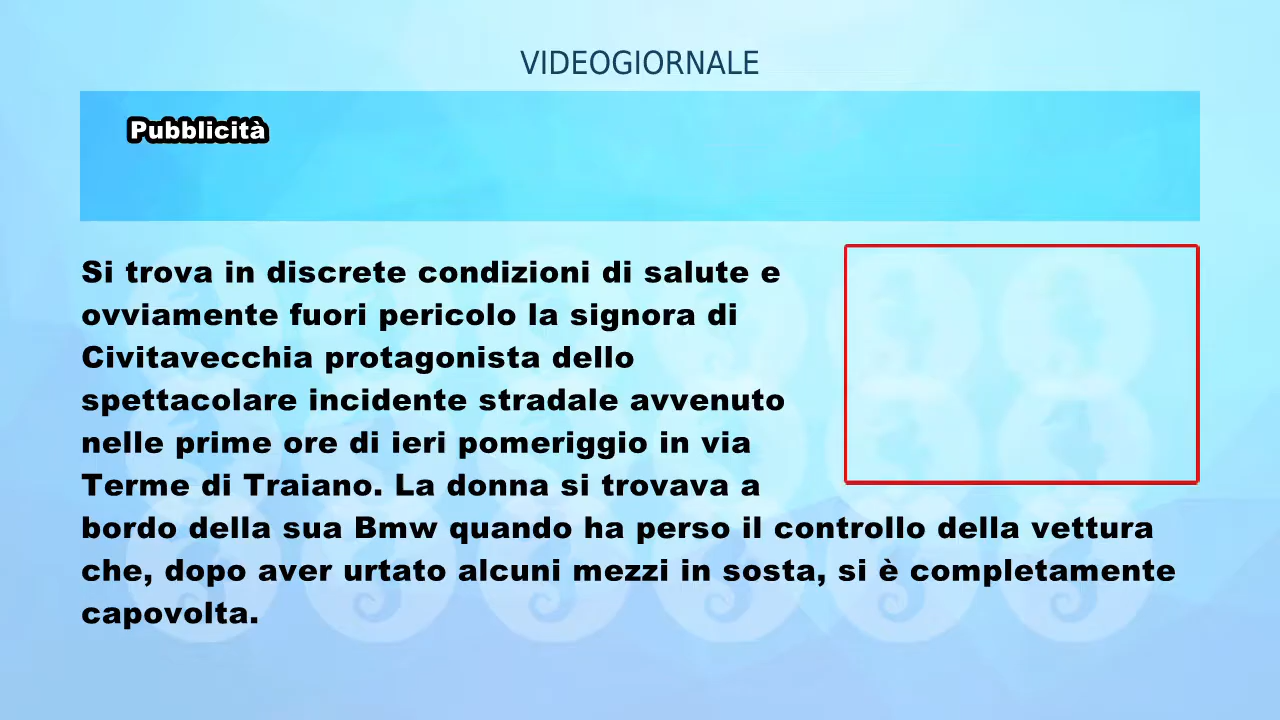 VIDEOGIORNALE
Pubblicità
Si trova in discrete condizioni di salute e
ovviamente fuori pericolo la signora di
Civitavecchia protagonista dello
spettacolare incidente stradale avvenuto
nelle prime ore di ieri pomeriggio in via
Terme di Traiano. La donna si trovava a
bordo della sua Bmw quando ha perso il controllo della vettura
che, dopo aver urtato alcuni mezzi in sosta, si è completamente
capovolta.